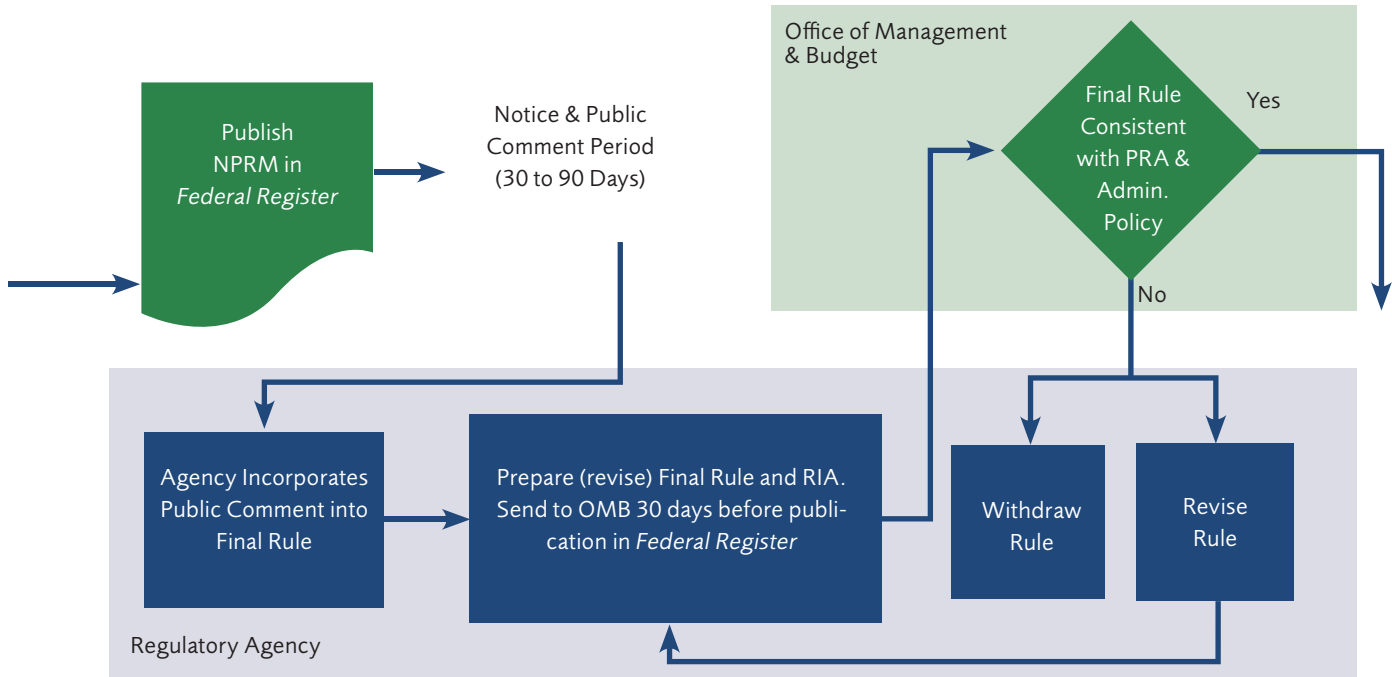 Publish
NPRM in
Federal Register
Notice & Public
Comment Period
(30 to 90 Days)
Office of Management
& Budget
Final Rule
Consistent
with PRA &
Admin.
Policy
Yes
No
Agency Incorporates
Public Comment into
Final Rule
Prepare (revise) Final Rule and RIA.
Send to OMB 30 days before publi-
cation in Federal Register
Withdraw
Rule
Revise
Rule
Regulatory Agency